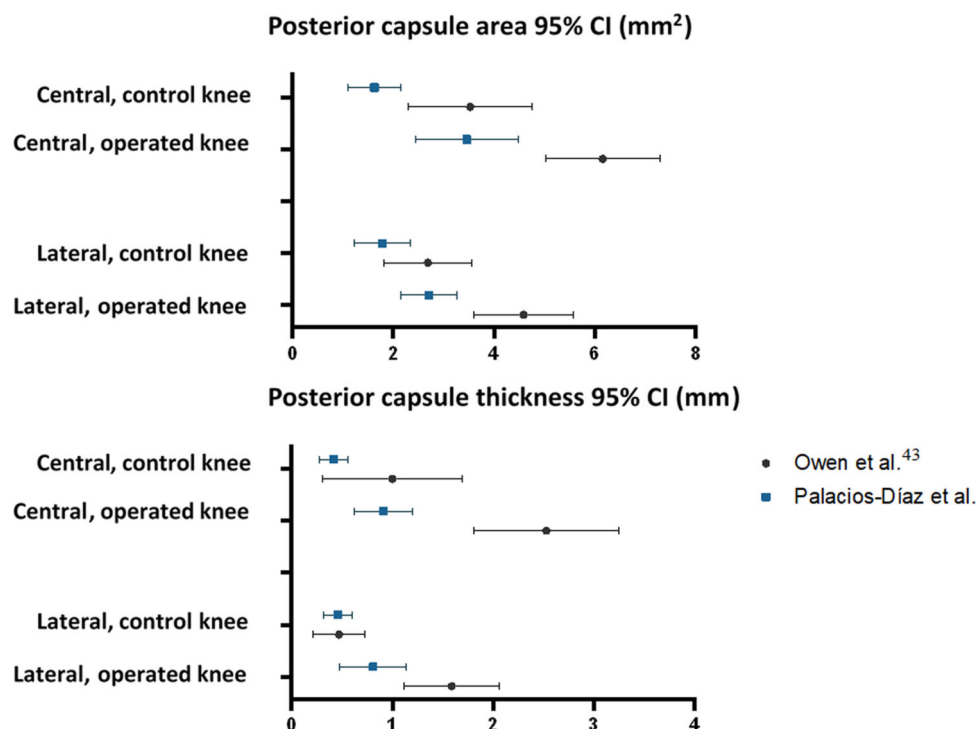 Posterior capsule area 95% CI (mm²)
Central, control knee
Central, operated knee
Lateral, control knee
Lateral, operated knee
0 2 4 6 8
Posterior capsule thickness 95% CI (mm)
Central, control knee
Owen et al.⁴³
Palacios-Díaz et al.
Central, operated knee
Lateral, control knee
Lateral, operated knee
0 1 2 3 4